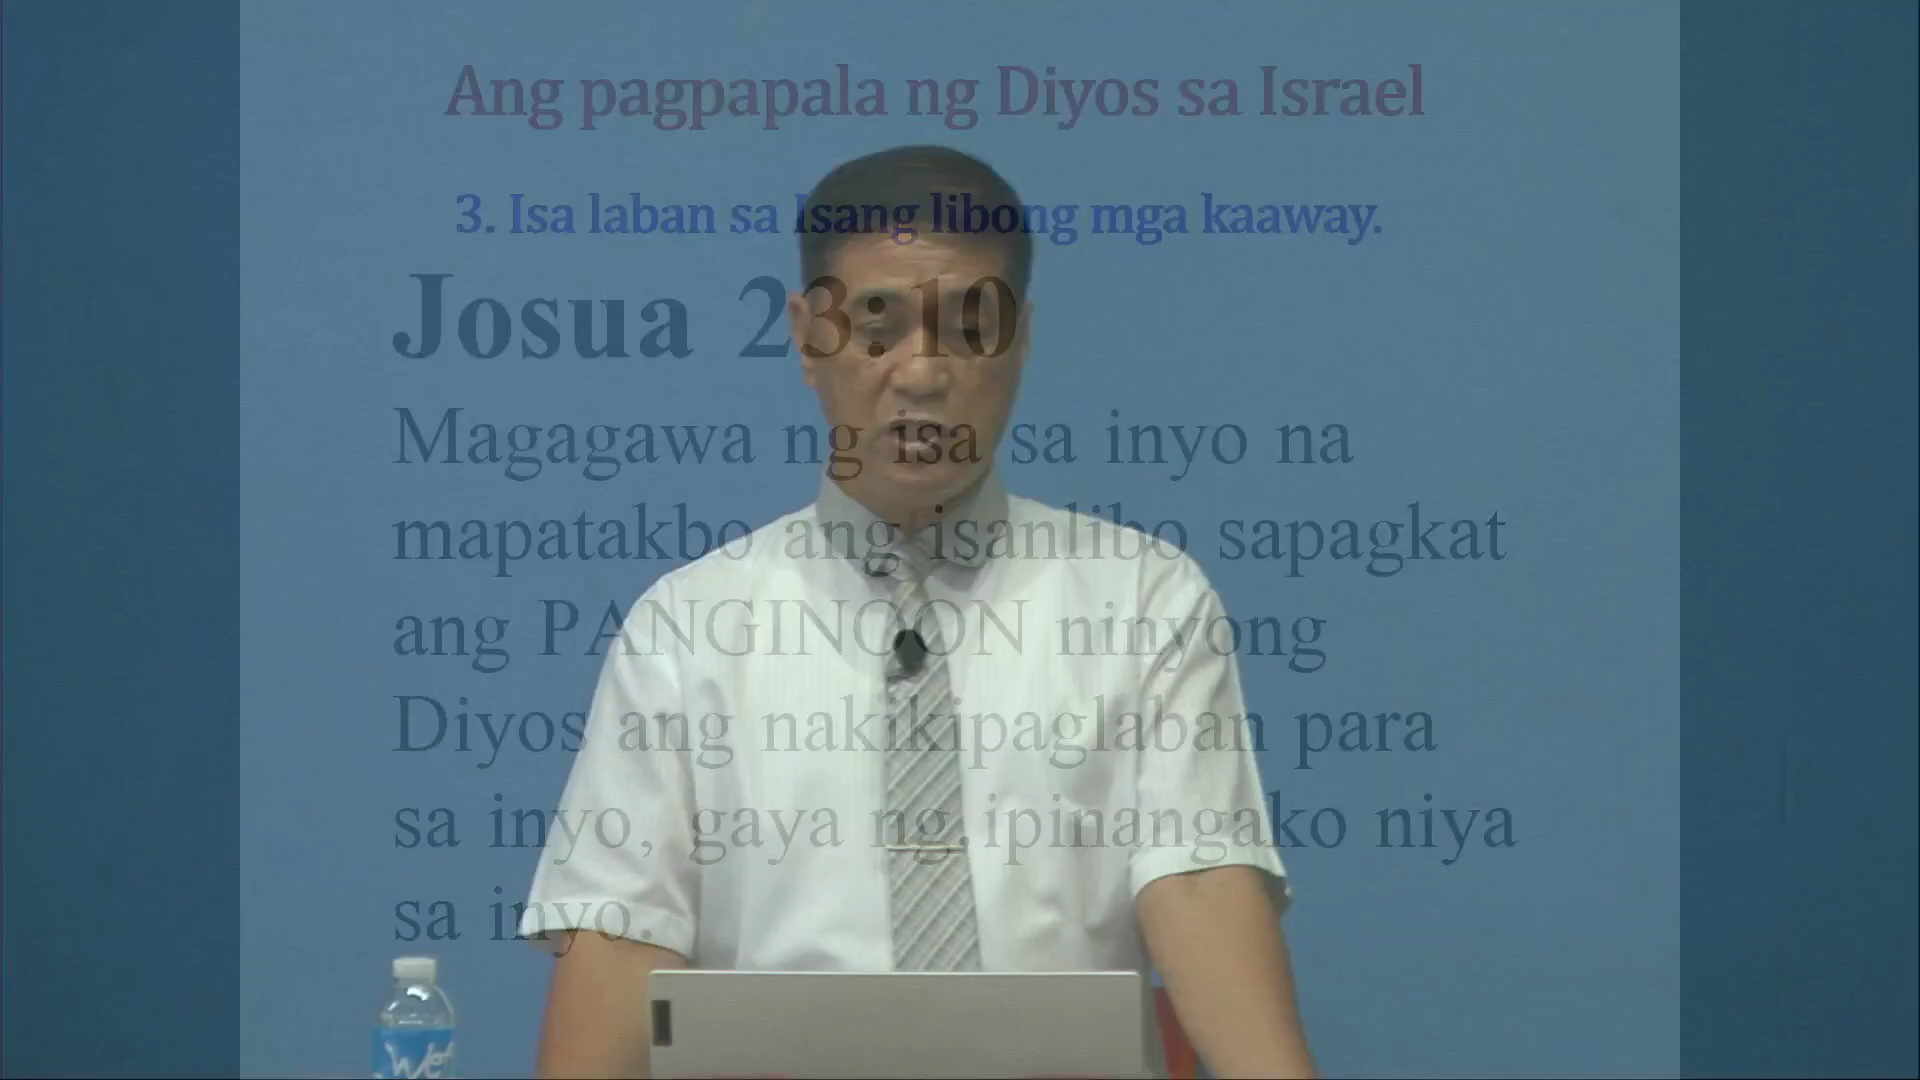 Ang pagpapala ng Diyos sa Israel
3. Isa laban sa Isang libong mga kaaway.
Josua 23:10
Magagawa ng isa sa inyo na
mapatakbo ang isanlibo sapagkat
ang PANGINOON ninyong
Diyos ang nakikipaglaban para
sa inyo, gaya ng ipinangako niya
sa inyo.